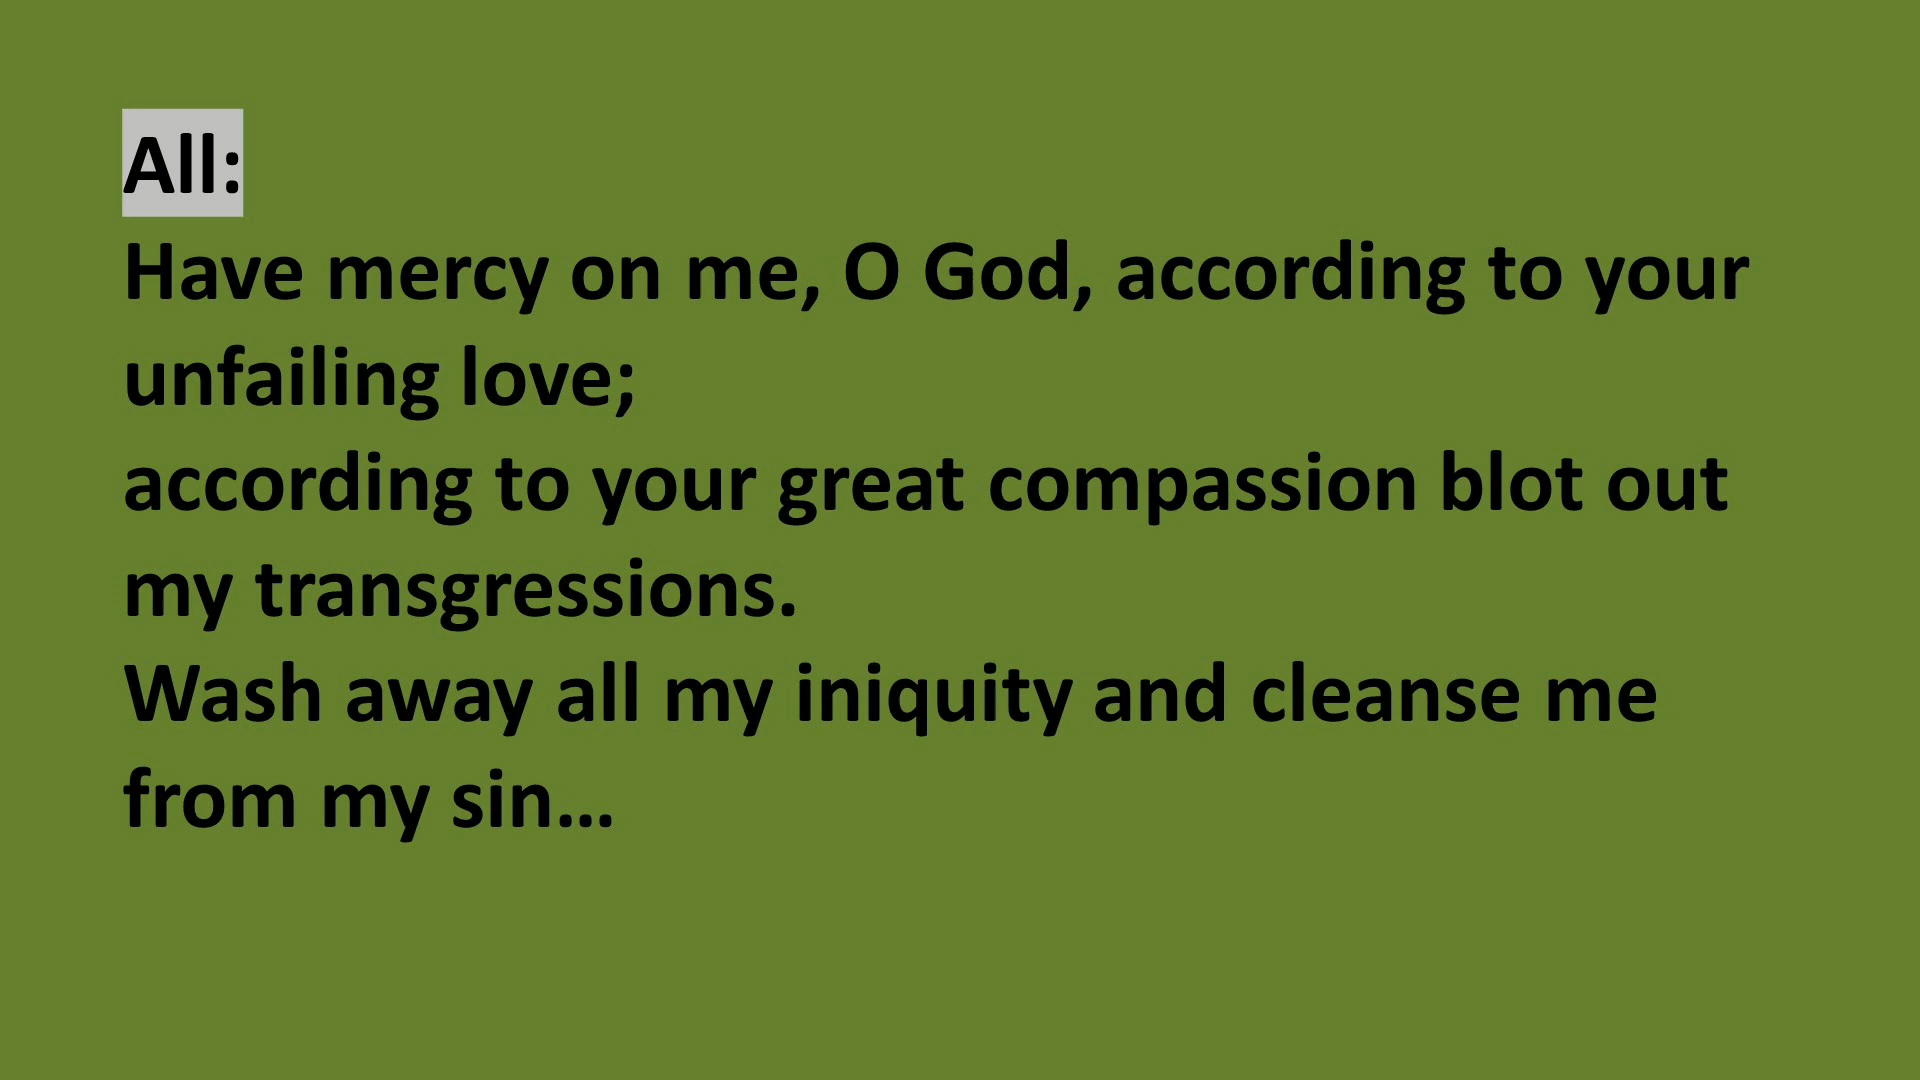 All:
Have mercy on me, O God, according to your
unfailing love;
according to your great compassion blot out
my transgressions.
Wash away all my iniquity and cleanse me
from my sin…